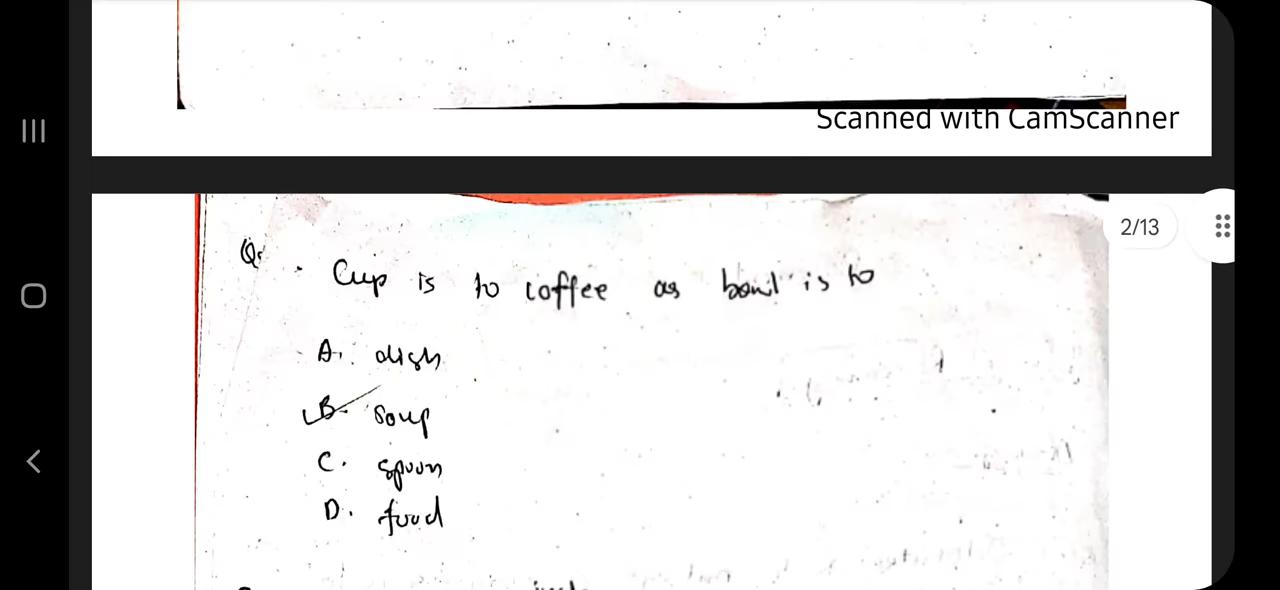 Scanned with CamScanner
2/13
Q.
Cup is to coffee as bowl is to
A. dish
B. soup
C. spoon
D. food